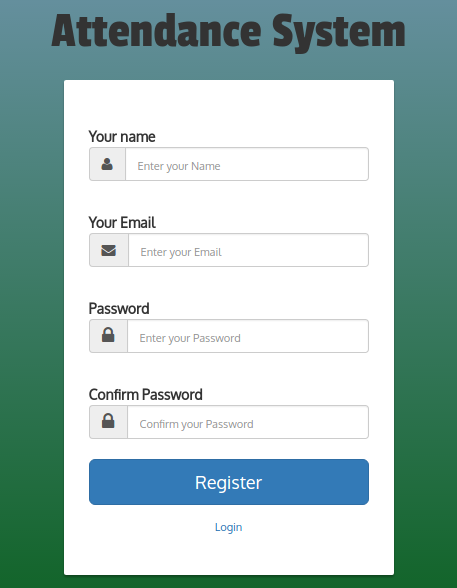 Attendance System
Your name
Enter your Name
Your Email
Enter your Email
Password
Enter your Password
Confirm Password
Confirm your Password
Register
Login